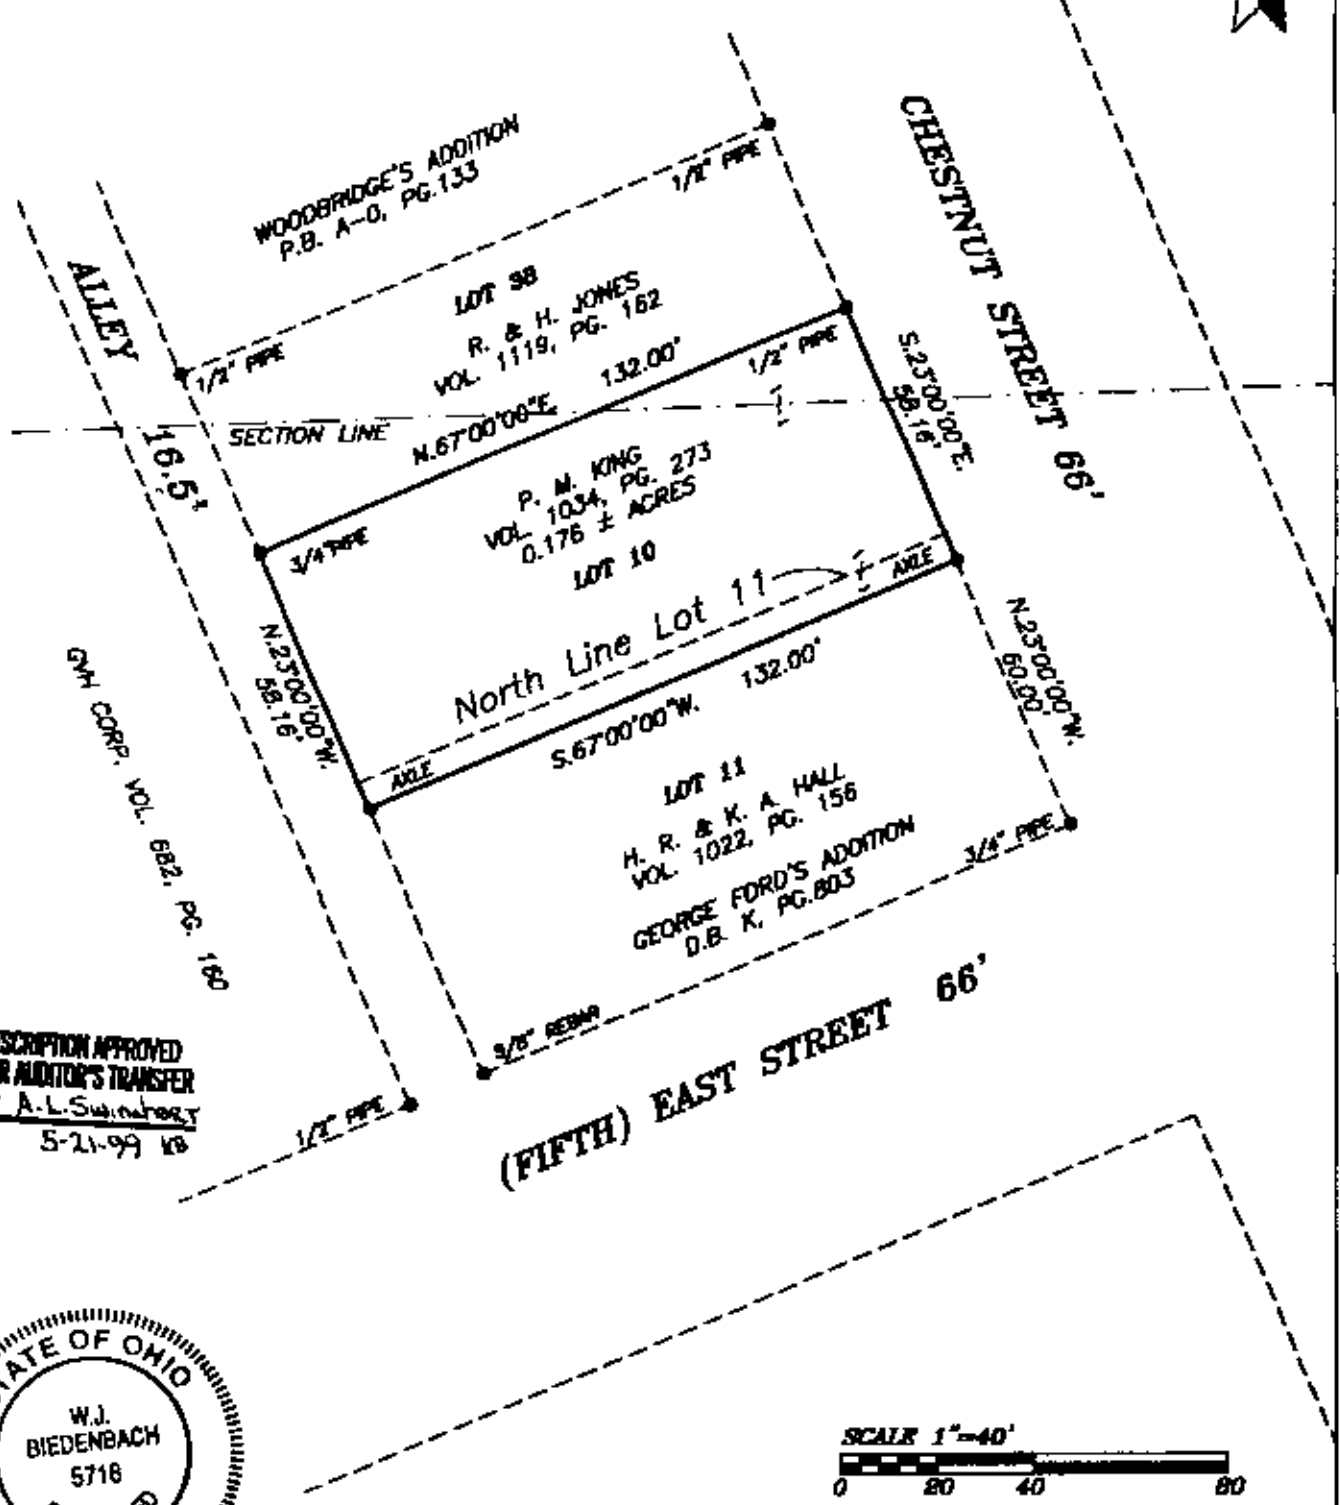 WOODBRIDGE'S ADDITION
P.B. A-0, PG.133
CHESTNUT STREET 66'
1/2" PIPE
ALLEY 16.5'
LOT 98
R. & H. JONES
VOL. 1119, PG. 162
1/2" PIPE
N.67°00'00"E. 132.00'
1/2" PIPE
S.23°00'00"E.
58.16'
SECTION LINE
P. M. KING
VOL. 1034, PG. 273
0.176 ± ACRES
LOT 10
3/4" PIPE
North Line Lot 11
AXLE
N.23°00'00"W.
58.16'
N.23°00'00"W.
60.00'
AXLE
S.67°00'00"W. 132.00'
LOT 11
H. R. & K. A. HALL
VOL. 1022, PG. 156
GEORGE FORD'S ADDITION
D.B. K, PG.803
3/4" PIPE
GVH CORP. VOL. 682, PG. 160
5/8" REBAR
(FIFTH) EAST STREET 66'
1/2" PIPE
SCRIPTION APPROVED
R AUDITOR'S TRANSFER
5-21-99
STATE OF OHIO
W.J.
BIEDENBACH
5718
SCALE 1"=40'
0 20 40 80